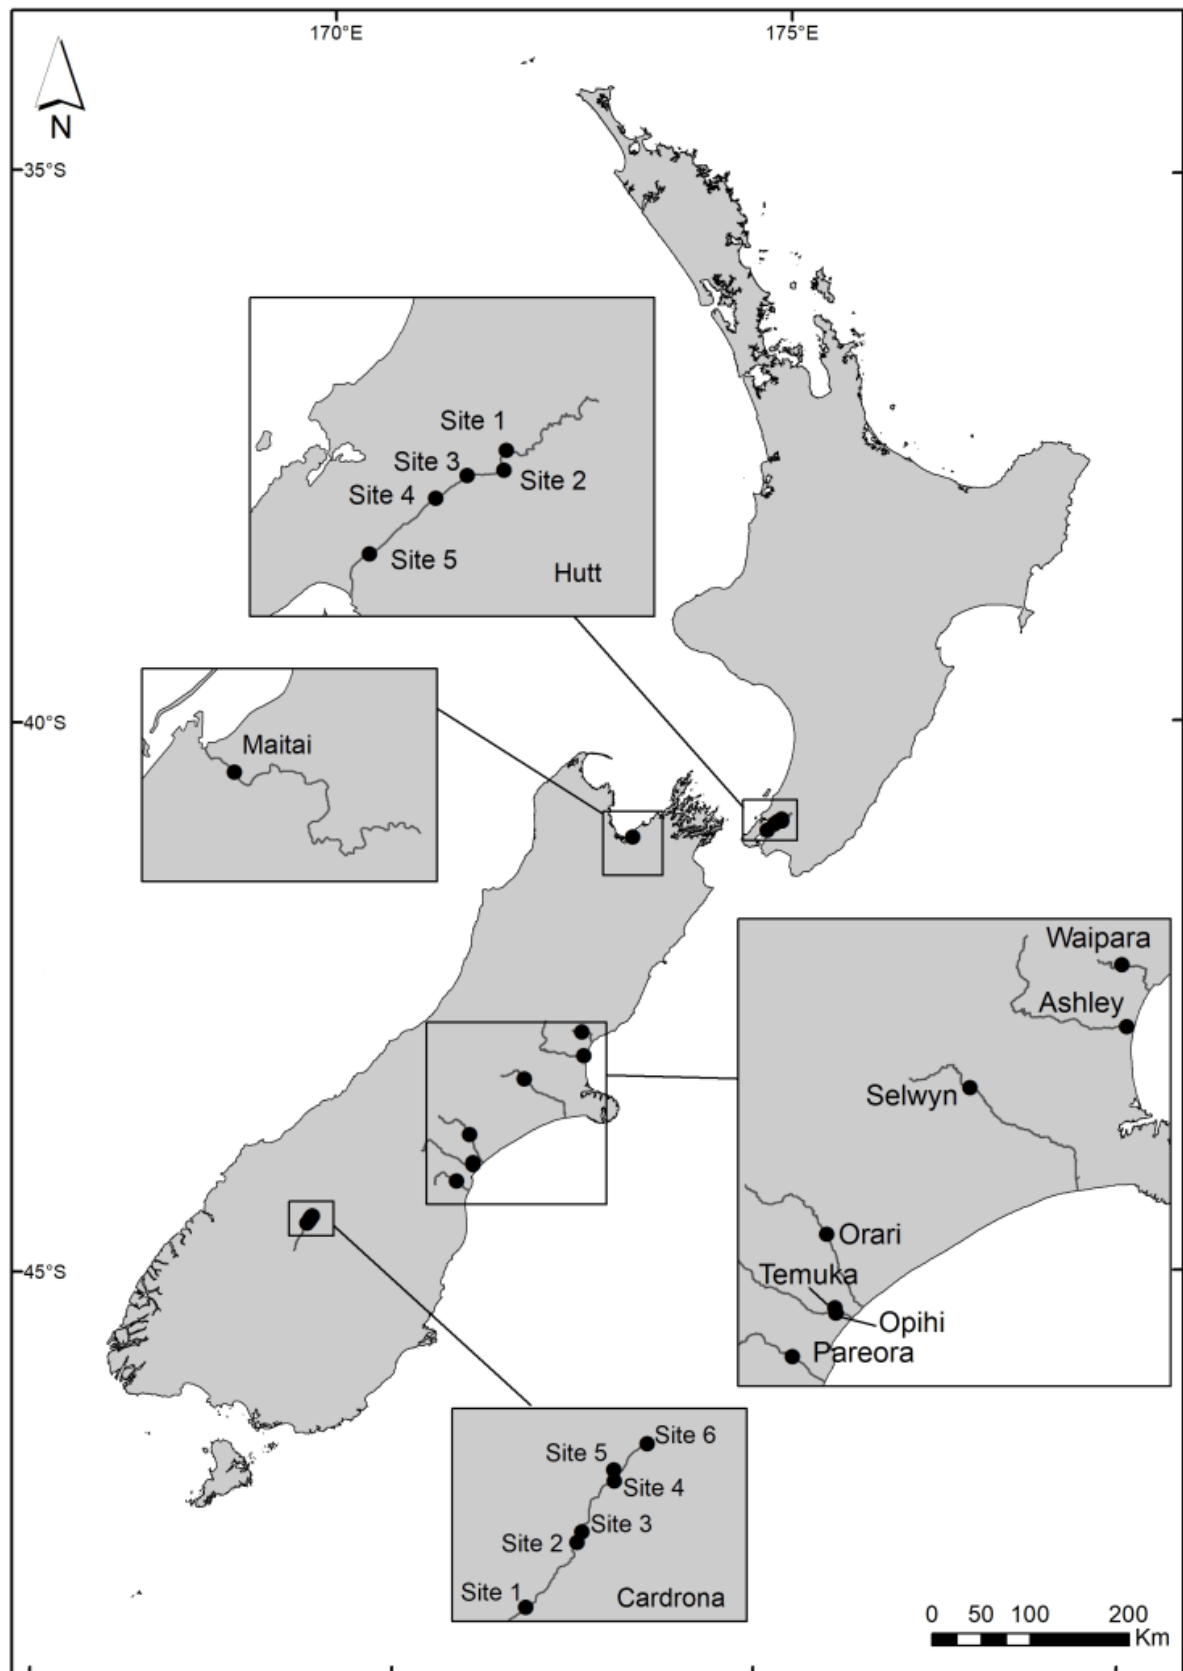 170°E
175°E
N
35°S
Site 1
Site 3
Site 2
Site 4
Site 5
Hutt
40°S
Maitai
Waipara
Ashley
Selwyn
Orari
Temuka
45°S
Opihi
Pareora
Site 6
Site 5
Site 4
Site 3
Site 2
Site 1
Cardrona
0 50 100 200
Km